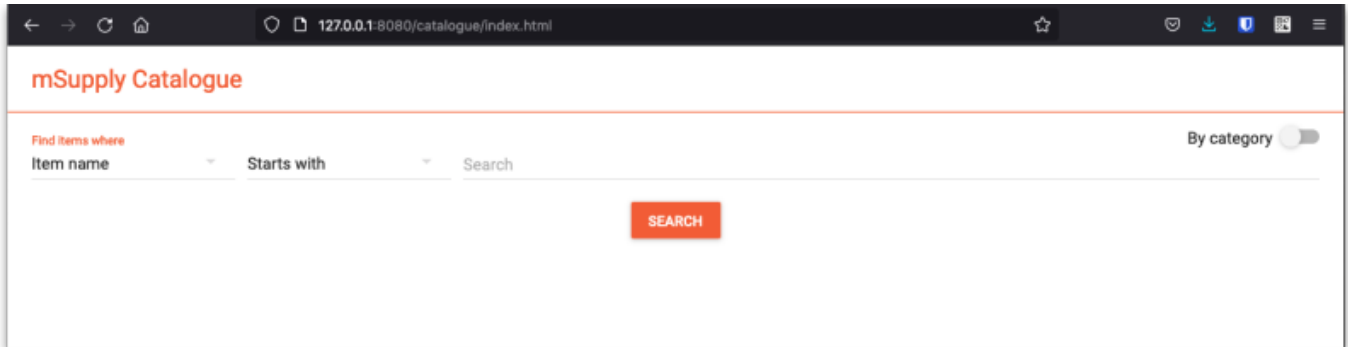 127.0.0.1:8080/catalogue/index.html
mSupply Catalogue
Find items where
By category
Item name
Starts with
Search
SEARCH